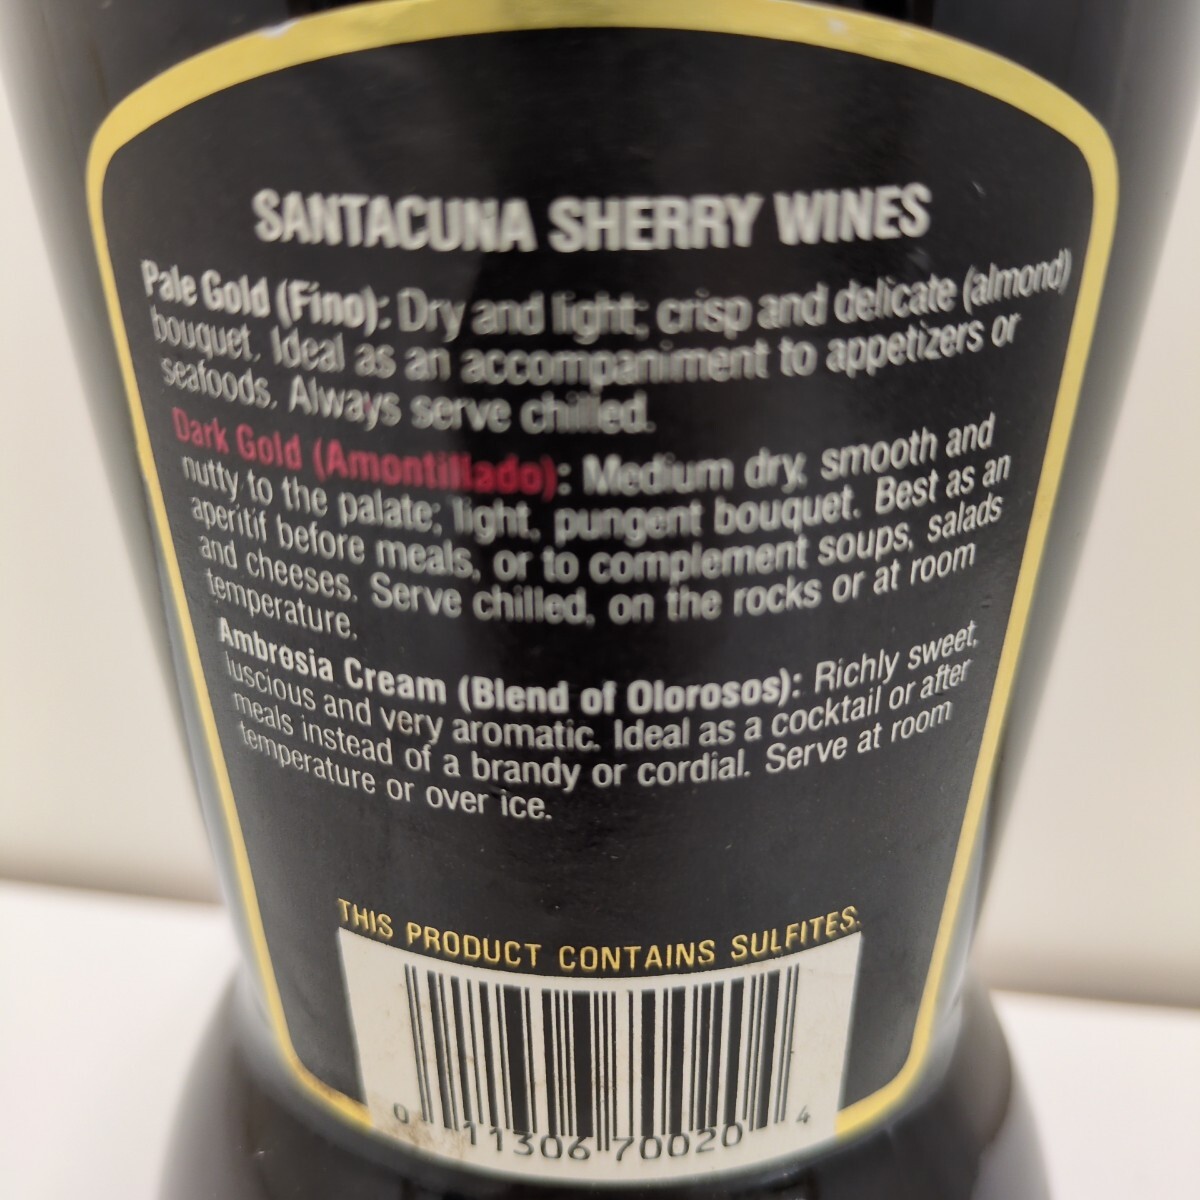 SANTACUNA SHERRY WINES
Pale Gold (Fino): Dry and light; crisp and delicate (almond)
bouquet. Ideal as an accompaniment to appetizers or
seafoods. Always serve chilled.
Dark Gold (Amontillado): Medium dry, smooth and
nutty to the palate; light, pungent bouquet. Best as an
aperitif before meals, or to complement soups, salads
and cheeses. Serve chilled, on the rocks or at room
temperature.
Ambrosia Cream (Blend of Olorosos): Richly sweet,
luscious and very aromatic. Ideal as a cocktail or after
meals instead of a brandy or cordial. Serve at room
temperature or over ice.
THIS PRODUCT CONTAINS SULFITES.
0 11306 70020 4